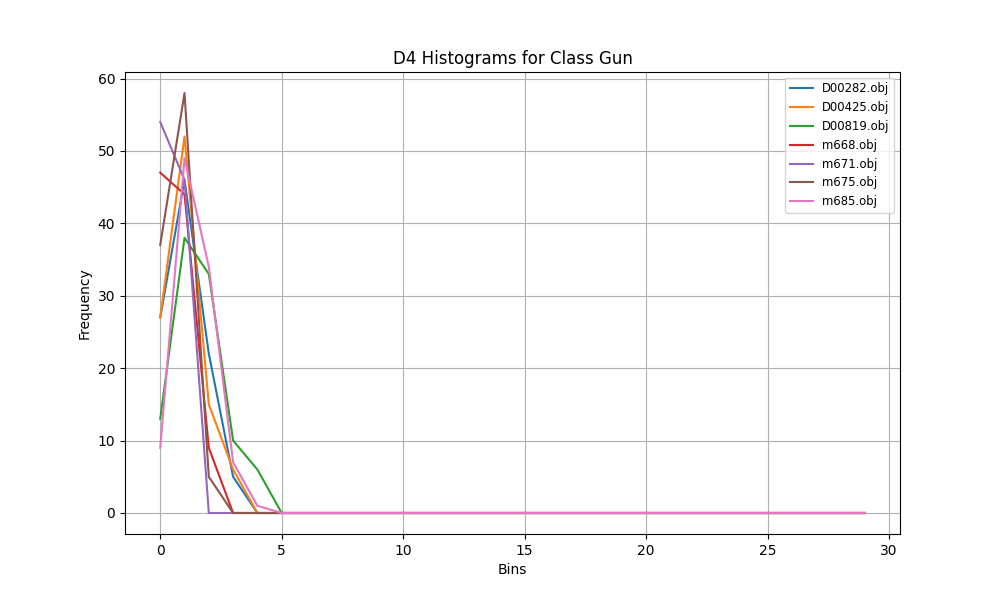 D4 Histograms for Class Gun
60
50
40
30
20
10
0
Frequency
0 5 10 15 20 25 30
Bins
D00282.obj
D00425.obj
D00819.obj
m668.obj
m671.obj
m675.obj
m685.obj